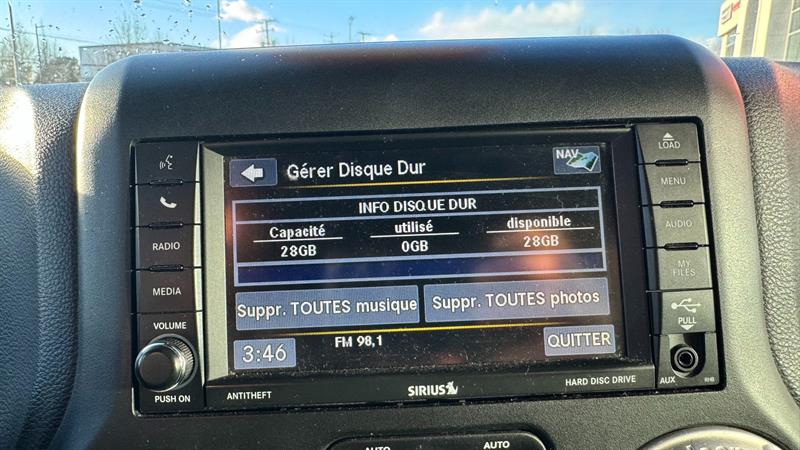 Gérer Disque Dur
NAV
INFO DISQUE DUR
Capacité utilisé disponible
28GB 0GB 28GB
Suppr. TOUTES musique
Suppr. TOUTES photos
FM 98,1
3:46
QUITTER
RADIO
MEDIA
VOLUME
PUSH ON
LOAD
MENU
AUDIO
MY
FILES
PULL
AUX RHB
ANTITHEFT
SIRIUS
HARD DISC DRIVE
AUTO AUTO